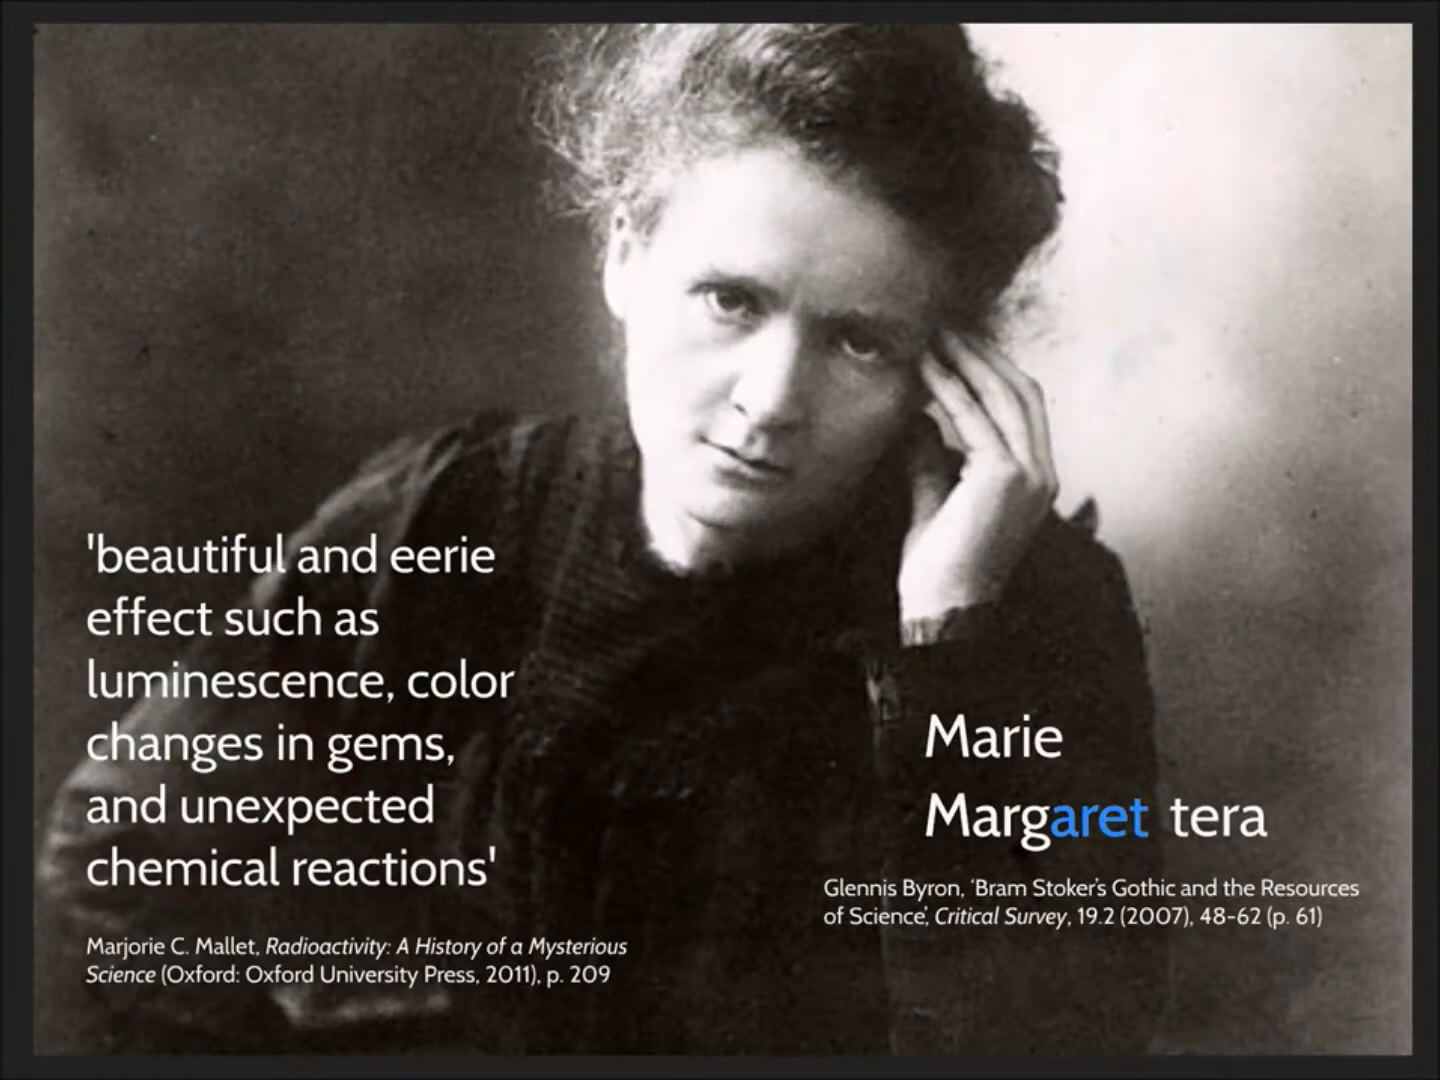 'beautiful and eerie
effect such as
luminescence, color
changes in gems,
and unexpected
chemical reactions'
Marjorie C. Mallet, Radioactivity: A History of a Mysterious
Science (Oxford: Oxford University Press, 2011), p. 209
Marie
Margaret tera
Glennis Byron, 'Bram Stoker's Gothic and the Resources
of Science', Critical Survey, 19.2 (2007), 48-62 (p. 61)